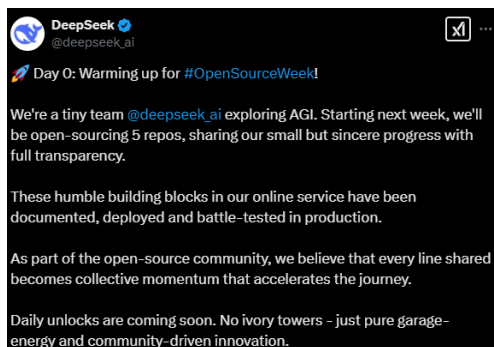 DeepSeek
@deepseek_ai
🚀 Day 0: Warming up for #OpenSourceWeek!
We're a tiny team @deepseek_ai exploring AGI. Starting next week, we'll
be open-sourcing 5 repos, sharing our small but sincere progress with
full transparency.
These humble building blocks in our online service have been
documented, deployed and battle-tested in production.
As part of the open-source community, we believe that every line shared
becomes collective momentum that accelerates the journey.
Daily unlocks are coming soon. No ivory towers - just pure garage-
energy and community-driven innovation.